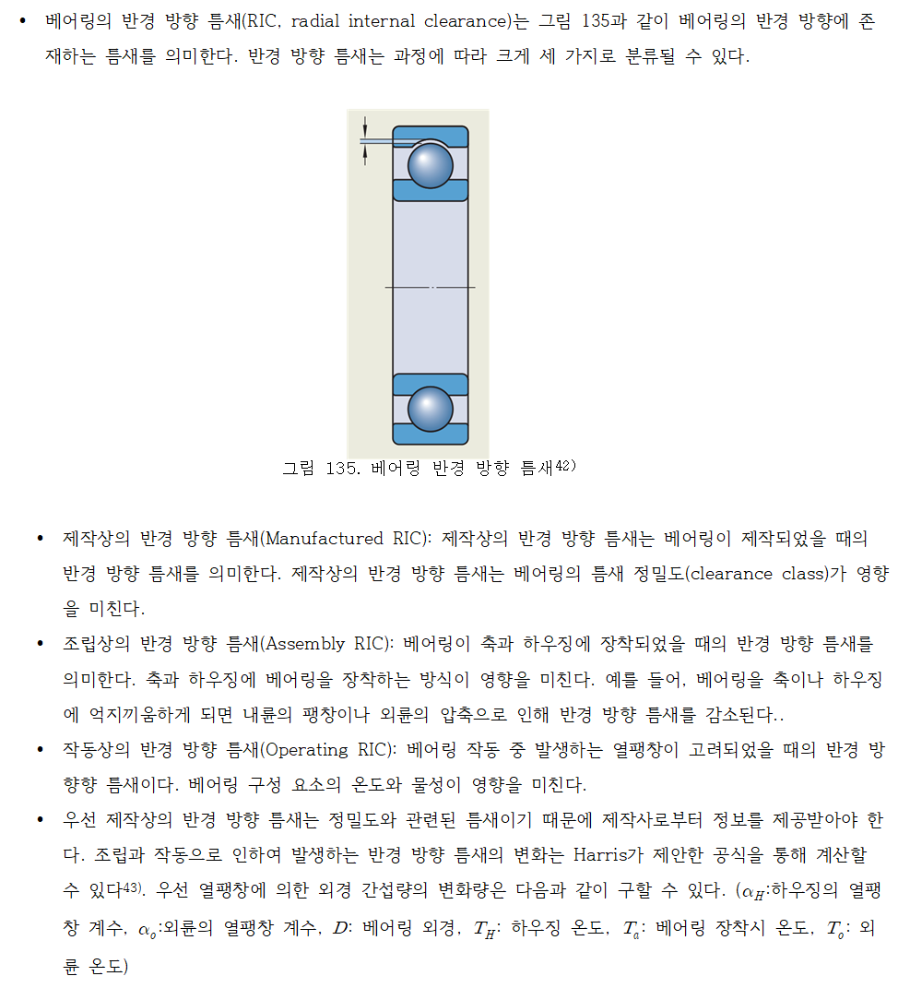 • 베어링의 반경 방향 틈새(RIC, radial internal clearance)는 그림 135과 같이 베어링의 반경 방향에 존
재하는 틈새를 의미한다. 반경 방향 틈새는 과정에 따라 크게 세 가지로 분류될 수 있다.
그림 135. 베어링 반경 방향 틈새42)
• 제작상의 반경 방향 틈새(Manufactured RIC): 제작상의 반경 방향 틈새는 베어링이 제작되었을 때의
반경 방향 틈새를 의미한다. 제작상의 반경 방향 틈새는 베어링의 틈새 정밀도(clearance class)가 영향
을 미친다.
• 조립상의 반경 방향 틈새(Assembly RIC): 베어링이 축과 하우징에 장착되었을 때의 반경 방향 틈새를
의미한다. 축과 하우징에 베어링을 장착하는 방식이 영향을 미친다. 예를 들어, 베어링을 축이나 하우징
에 억지끼움하게 되면 내륜의 팽창이나 외륜의 압축으로 인해 반경 방향 틈새를 감소된다..
• 작동상의 반경 방향 틈새(Operating RIC): 베어링 작동 중 발생하는 열팽창이 고려되었을 때의 반경 방
향향 틈새이다. 베어링 구성 요소의 온도와 물성이 영향을 미친다.
• 우선 제작상의 반경 방향 틈새는 정밀도와 관련된 틈새이기 때문에 제작사로부터 정보를 제공받아야 한
다. 조립과 작동으로 인하여 발생하는 반경 방향 틈새의 변화는 Harris가 제안한 공식을 통해 계산할
수 있다43). 우선 열팽창에 의한 외경 간섭량의 변화량은 다음과 같이 구할 수 있다. (α_H:하우징의 열팽
창 계수, α_o:외륜의 열팽창 계수, D: 베어링 외경, T_H: 하우징 온도, T_a: 베어링 장착시 온도, T_o: 외
륜 온도)